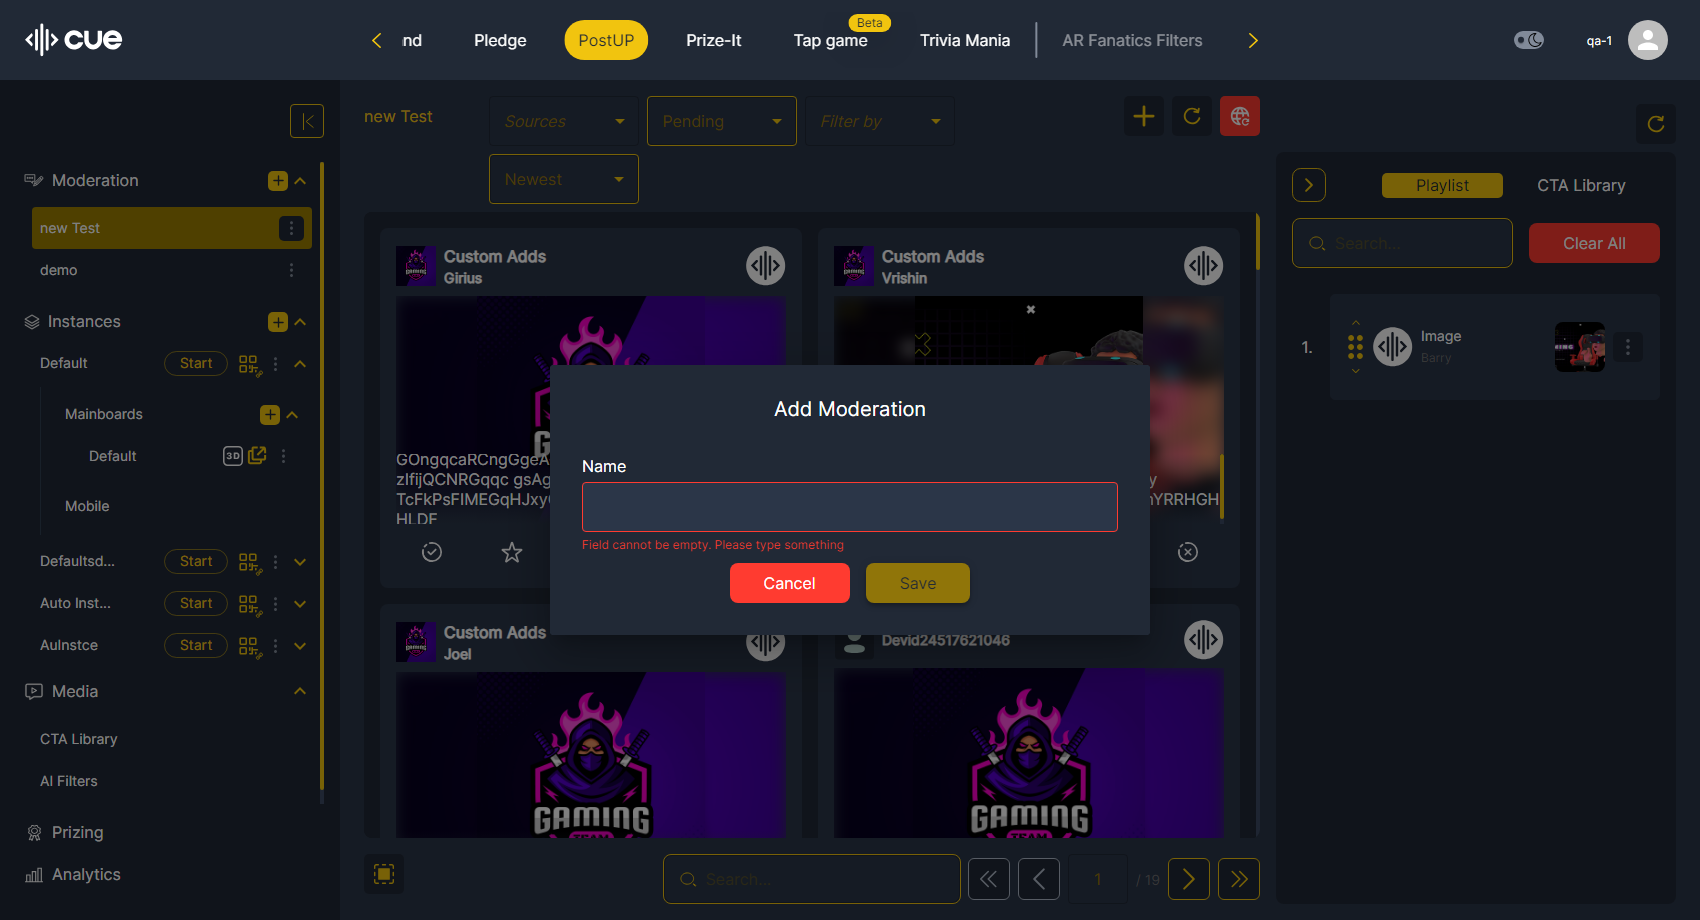 cue
nd
Pledge
PostUP
Prize-It
Tap game
Beta
Trivia Mania
AR Fanatics Filters
qa-1
Moderation
new Test
demo
Instances
Default
Start
Mainboards
Default
3D
Mobile
Defaultsd...
Start
Auto Inst...
Start
AuInstce
Start
Media
CTA Library
AI Filters
Prizing
Analytics
new Test
Sources
Pending
Filter by
Newest
Custom Adds
Girius
GOngqcaRCngGgeA
zIfijQCNRGqqc gsAg
TcFkPsFIMEGqHJxy
HLDF
Custom Adds
Vrishin
y
YRRHGH
Add Moderation
Name
Field cannot be empty. Please type something
Cancel
Save
Custom Adds
Joel
GAMING
TEAM
Devid24517621046
GAMING
TEAM
Search...
1
/ 19
Playlist
CTA Library
Search...
Clear All
1.
Image
Barry